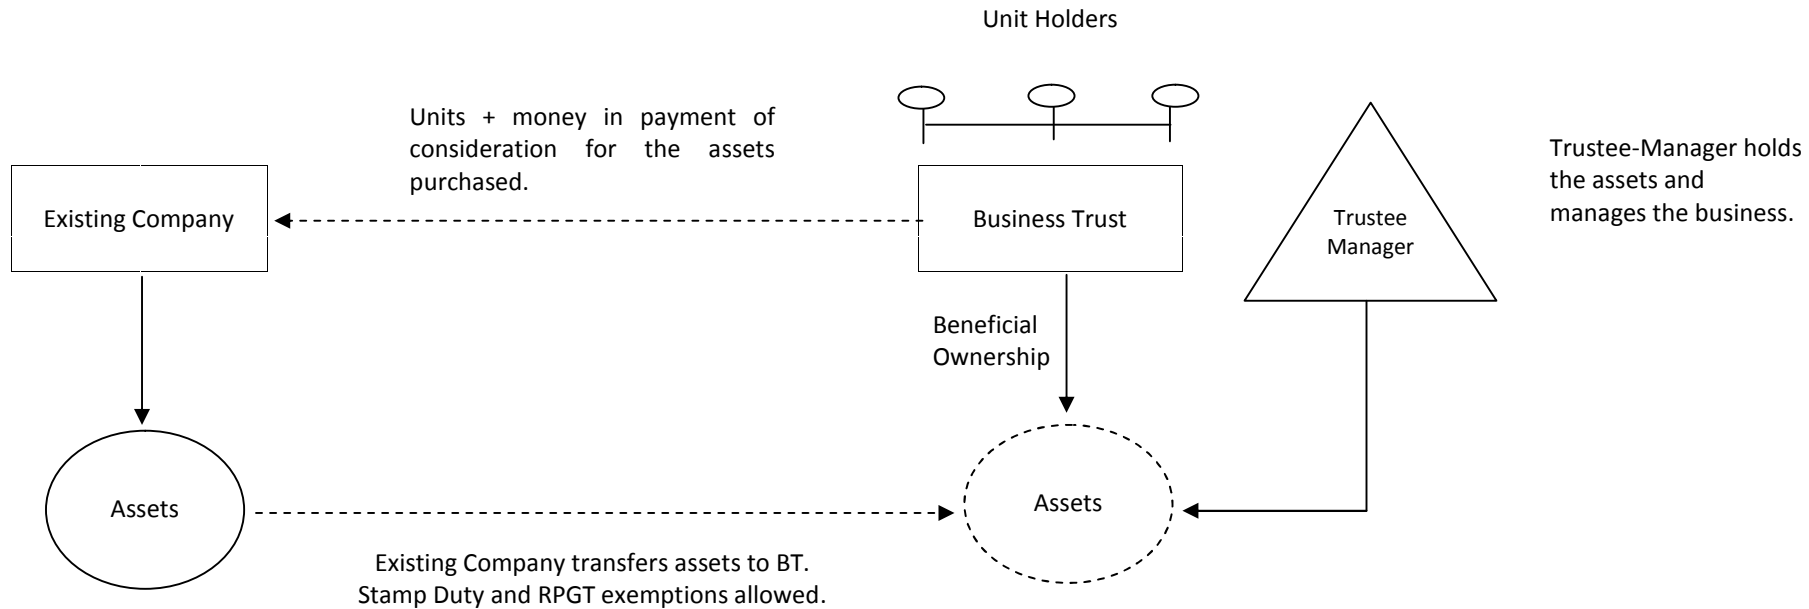 Unit Holders
Units + money in payment of
consideration for the assets
purchased.
Existing Company
Business Trust
Trustee
Manager
Trustee-Manager holds
the assets and
manages the business.
Beneficial
Ownership
Assets
Assets
Existing Company transfers assets to BT.
Stamp Duty and RPGT exemptions allowed.